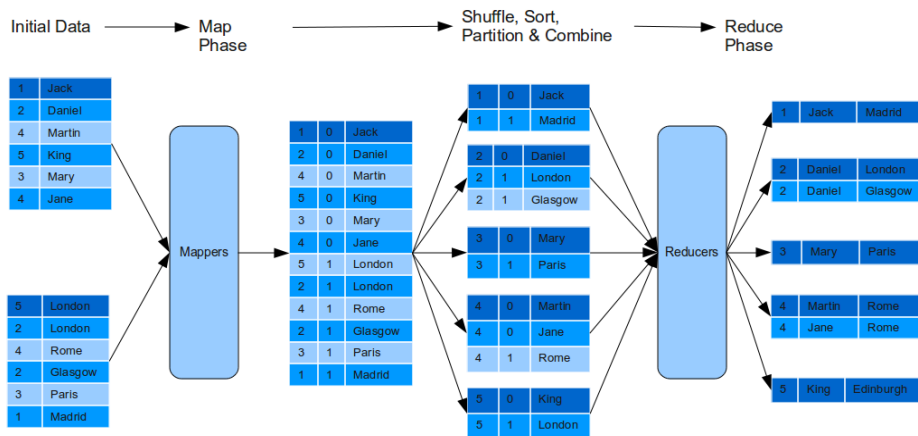 Initial Data
Map
Phase
Shuffle, Sort,
Partition & Combine
Reduce
Phase
1 Jack
2 Daniel
4 Martin
5 King
3 Mary
4 Jane
5 London
2 London
4 Rome
2 Glasgow
3 Paris
1 Madrid
Mappers
1 0 Jack
2 0 Daniel
4 0 Martin
5 0 King
3 0 Mary
4 0 Jane
5 1 London
2 1 London
4 1 Rome
2 1 Glasgow
3 1 Paris
1 1 Madrid
1 0 Jack
1 1 Madrid
2 0 Daniel
2 1 London
2 1 Glasgow
3 0 Mary
3 1 Paris
4 0 Martin
4 0 Jane
4 1 Rome
5 0 King
5 1 London
Reducers
1 Jack Madrid
2 Daniel London
2 Daniel Glasgow
3 Mary Paris
4 Martin Rome
4 Jane Rome
5 King Edinburgh